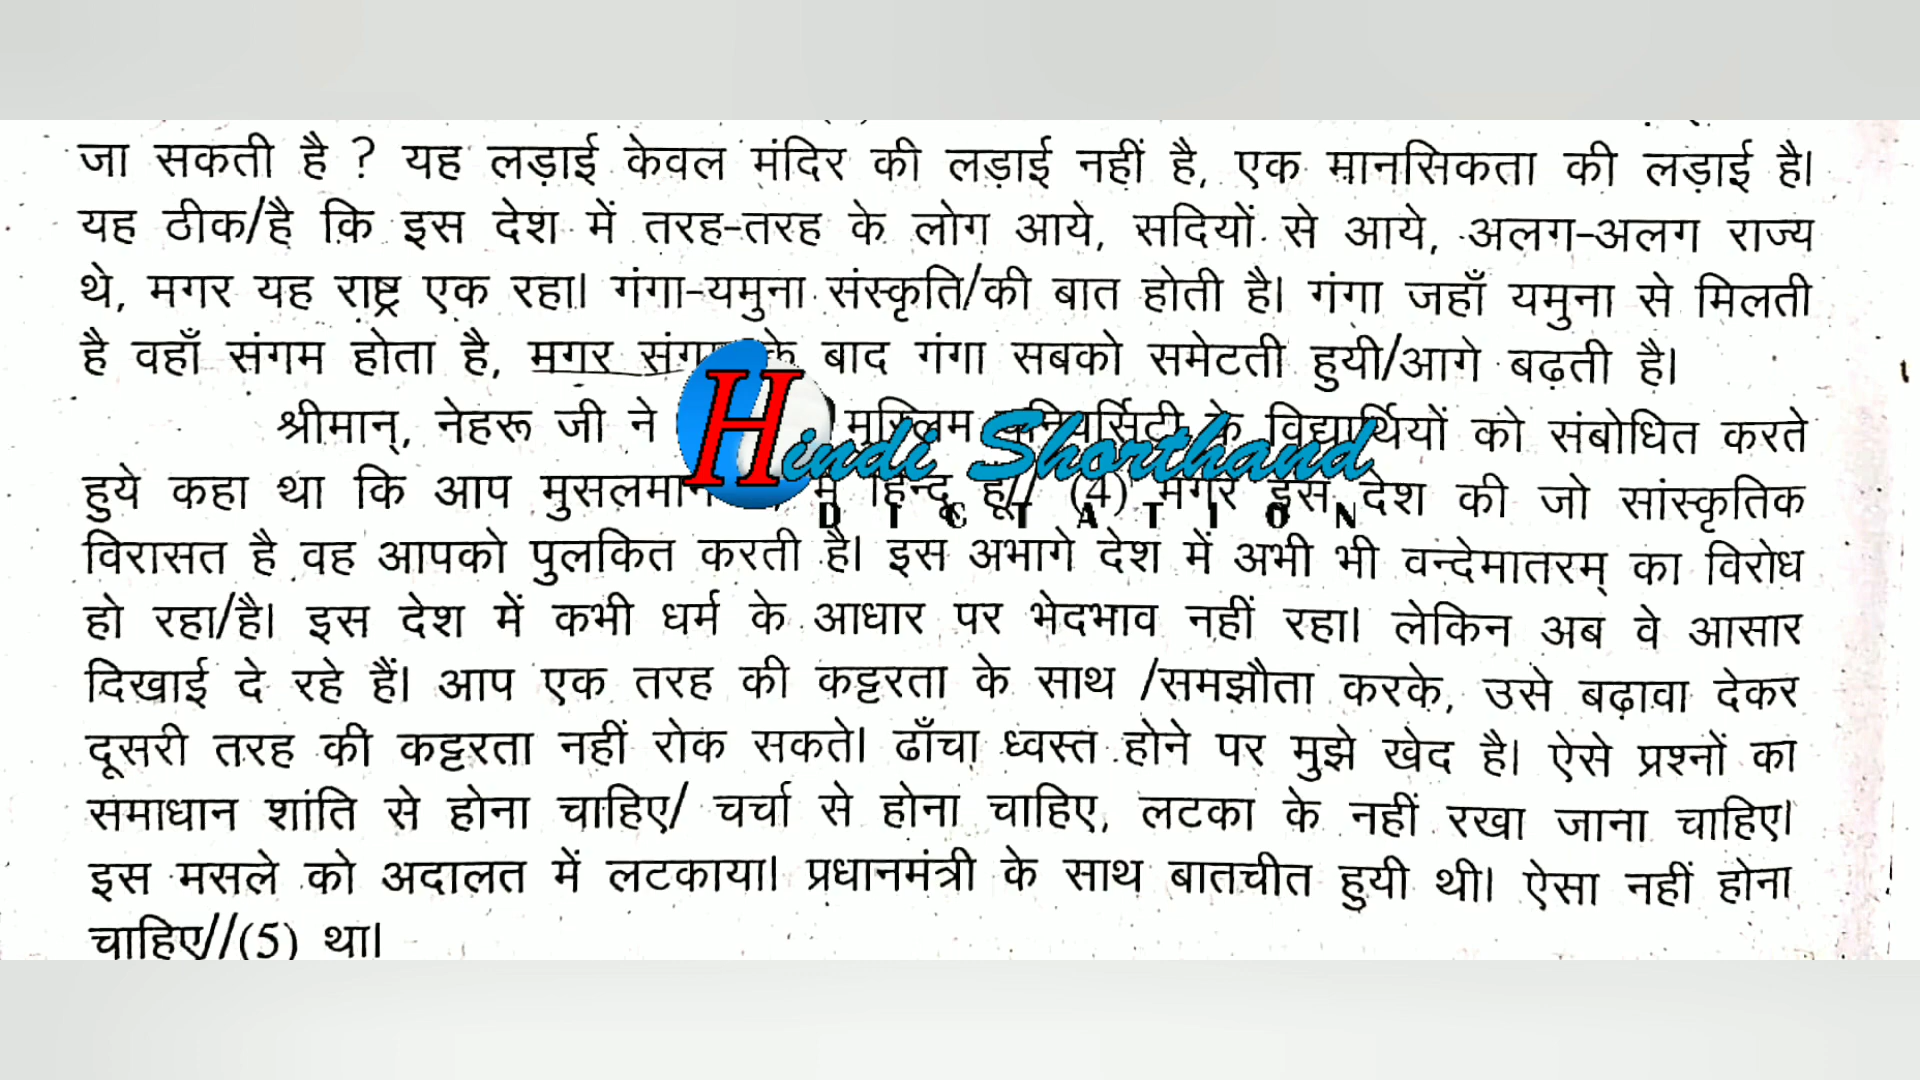 जा सकती है ? यह लड़ाई केवल मंदिर की लड़ाई नहीं है, एक मानसिकता की लड़ाई है।
यह ठीक/है कि इस देश में तरह-तरह के लोग आये, सदियों से आये, अलग-अलग राज्य
थे, मगर यह राष्ट्र एक रहा। गंगा-यमुना संस्कृति/की बात होती है। गंगा जहाँ यमुना से मिलती
है वहाँ संगम होता है, मगर संगम के बाद गंगा सबको समेटती हुयी/आगे बढ़ती है।
श्रीमान्, नेहरू जी ने मुस्लिम यूनिवर्सिटी के विद्यार्थियों को संबोधित करते
हुये कहा था कि आप मुसलमान मैं हिन्दू हूँ// (4) मगर इस देश की जो सांस्कृतिक
Hindi Shorthand
DICTATION
विरासत है वह आपको पुलकित करती है। इस अभागे देश में अभी भी वन्देमातरम् का विरोध
हो रहा/है। इस देश में कभी धर्म के आधार पर भेदभाव नहीं रहा। लेकिन अब वे आसार
दिखाई दे रहे हैं। आप एक तरह की कट्टरता के साथ /समझौता करके, उसे बढ़ावा देकर
दूसरी तरह की कट्टरता नहीं रोक सकते। ढाँचा ध्वस्त होने पर मुझे खेद है। ऐसे प्रश्नों का
समाधान शांति से होना चाहिए/ चर्चा से होना चाहिए, लटका के नहीं रखा जाना चाहिए।
इस मसले को अदालत में लटकाया। प्रधानमंत्री के साथ बातचीत हुयी थी। ऐसा नहीं होना
चाहिए//(5) था।